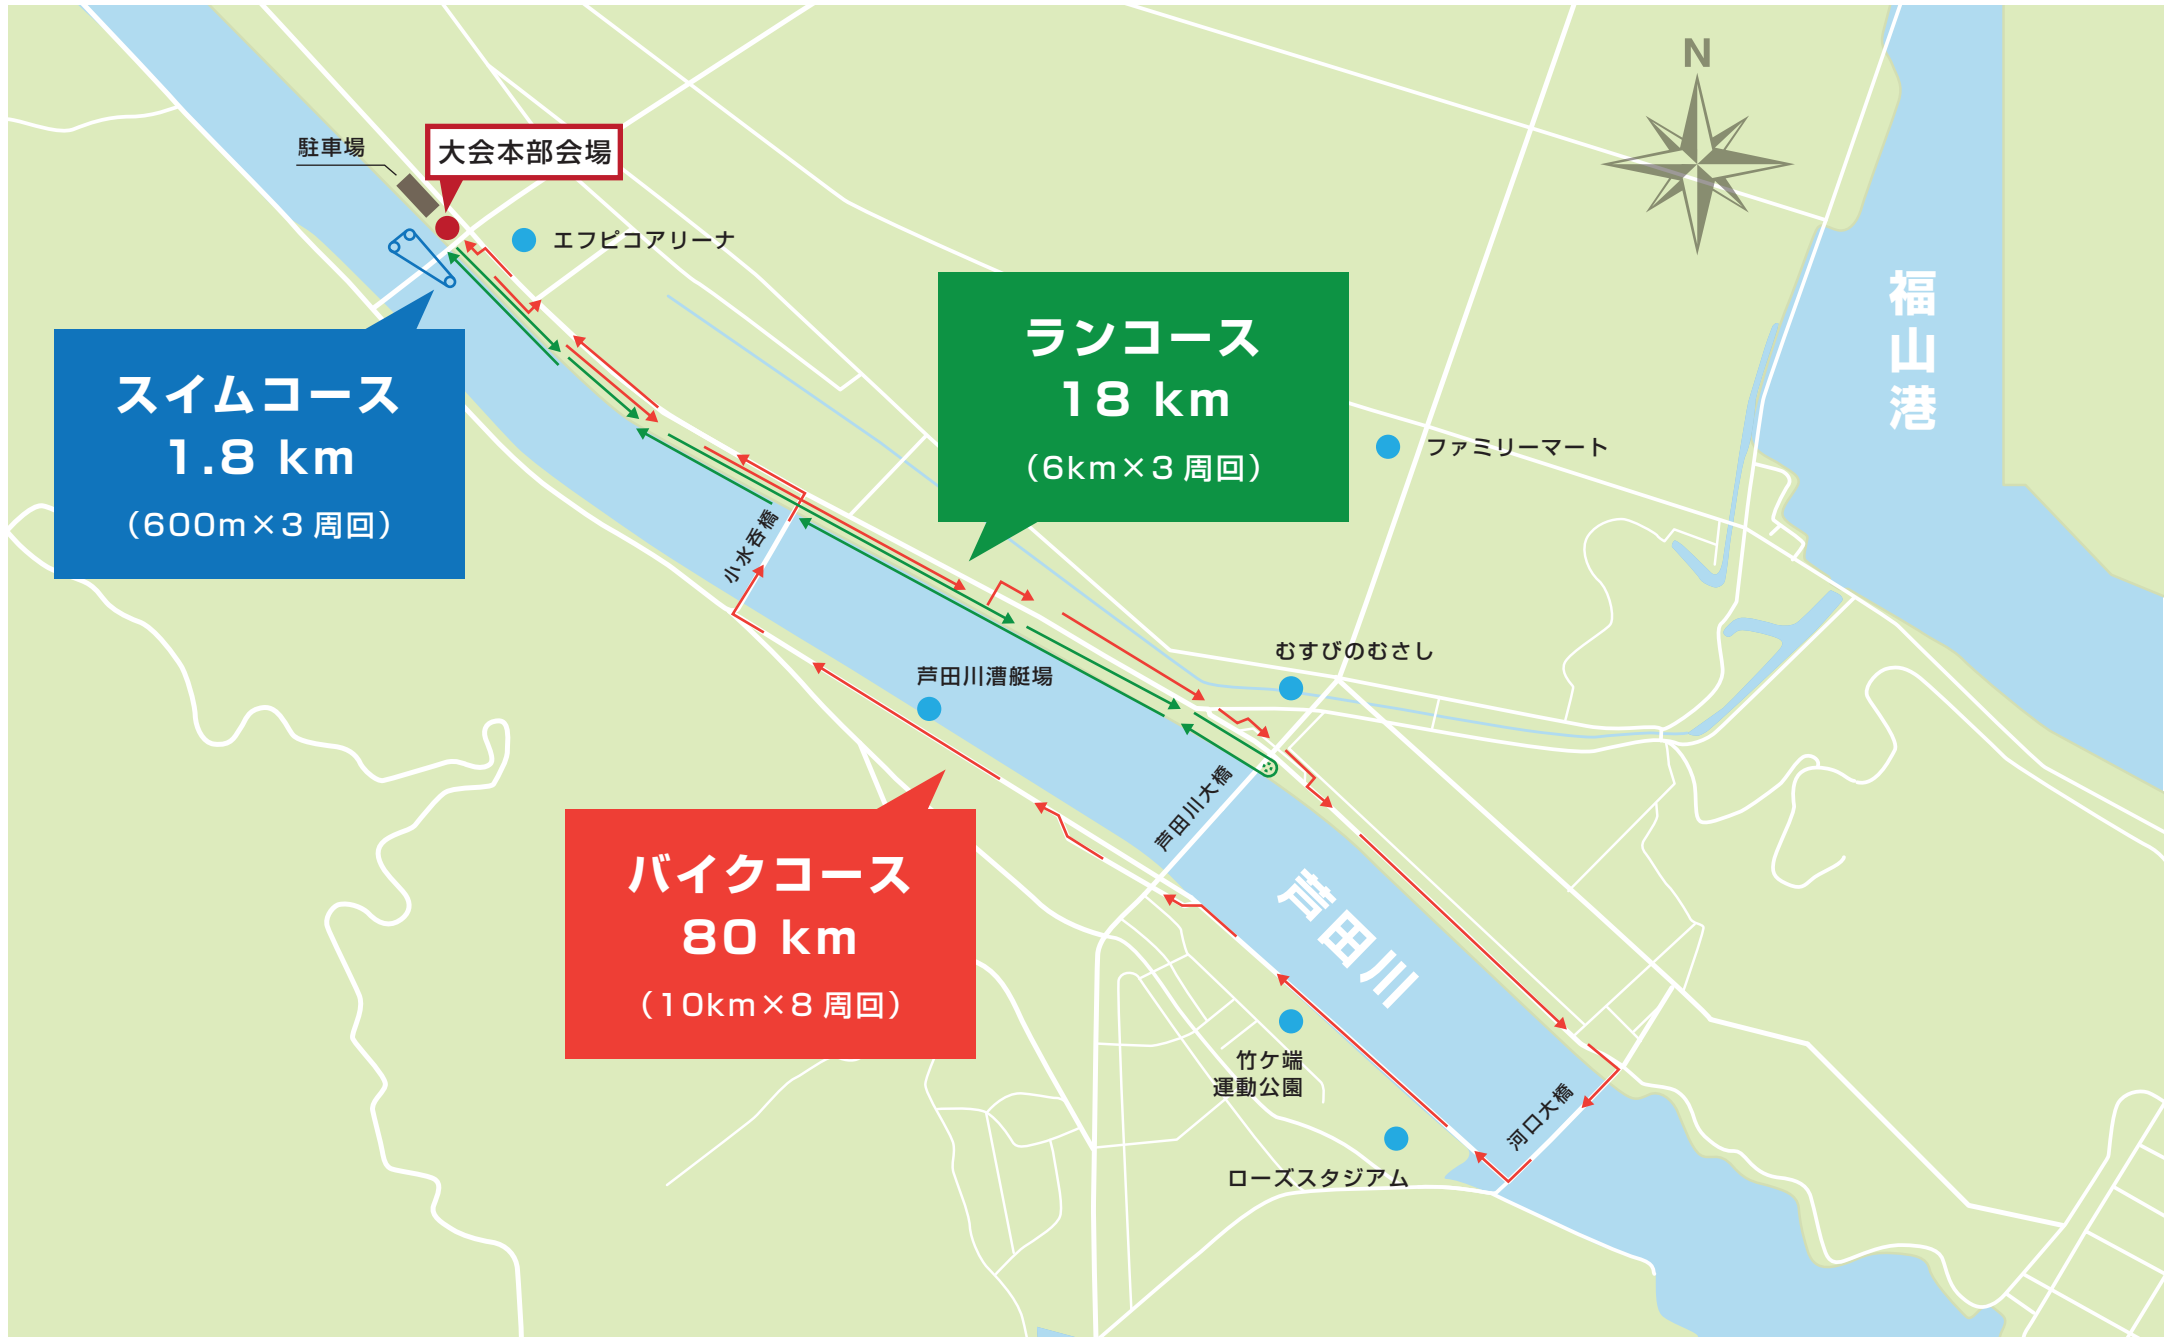 N
駐車場
大会本部会場
エフピコアリーナ
福山港
スイムコース
1.8 km
（600m×3 周回）
ランコース
18 km
（6km×3 周回）
ファミリーマート
小水呑橋
芦田川漕艇場
むすびのむさし
芦田川大橋
バイクコース
80 km
（10km×8 周回）
芦田川
竹ケ端
運動公園
河口大橋
ローズスタジアム